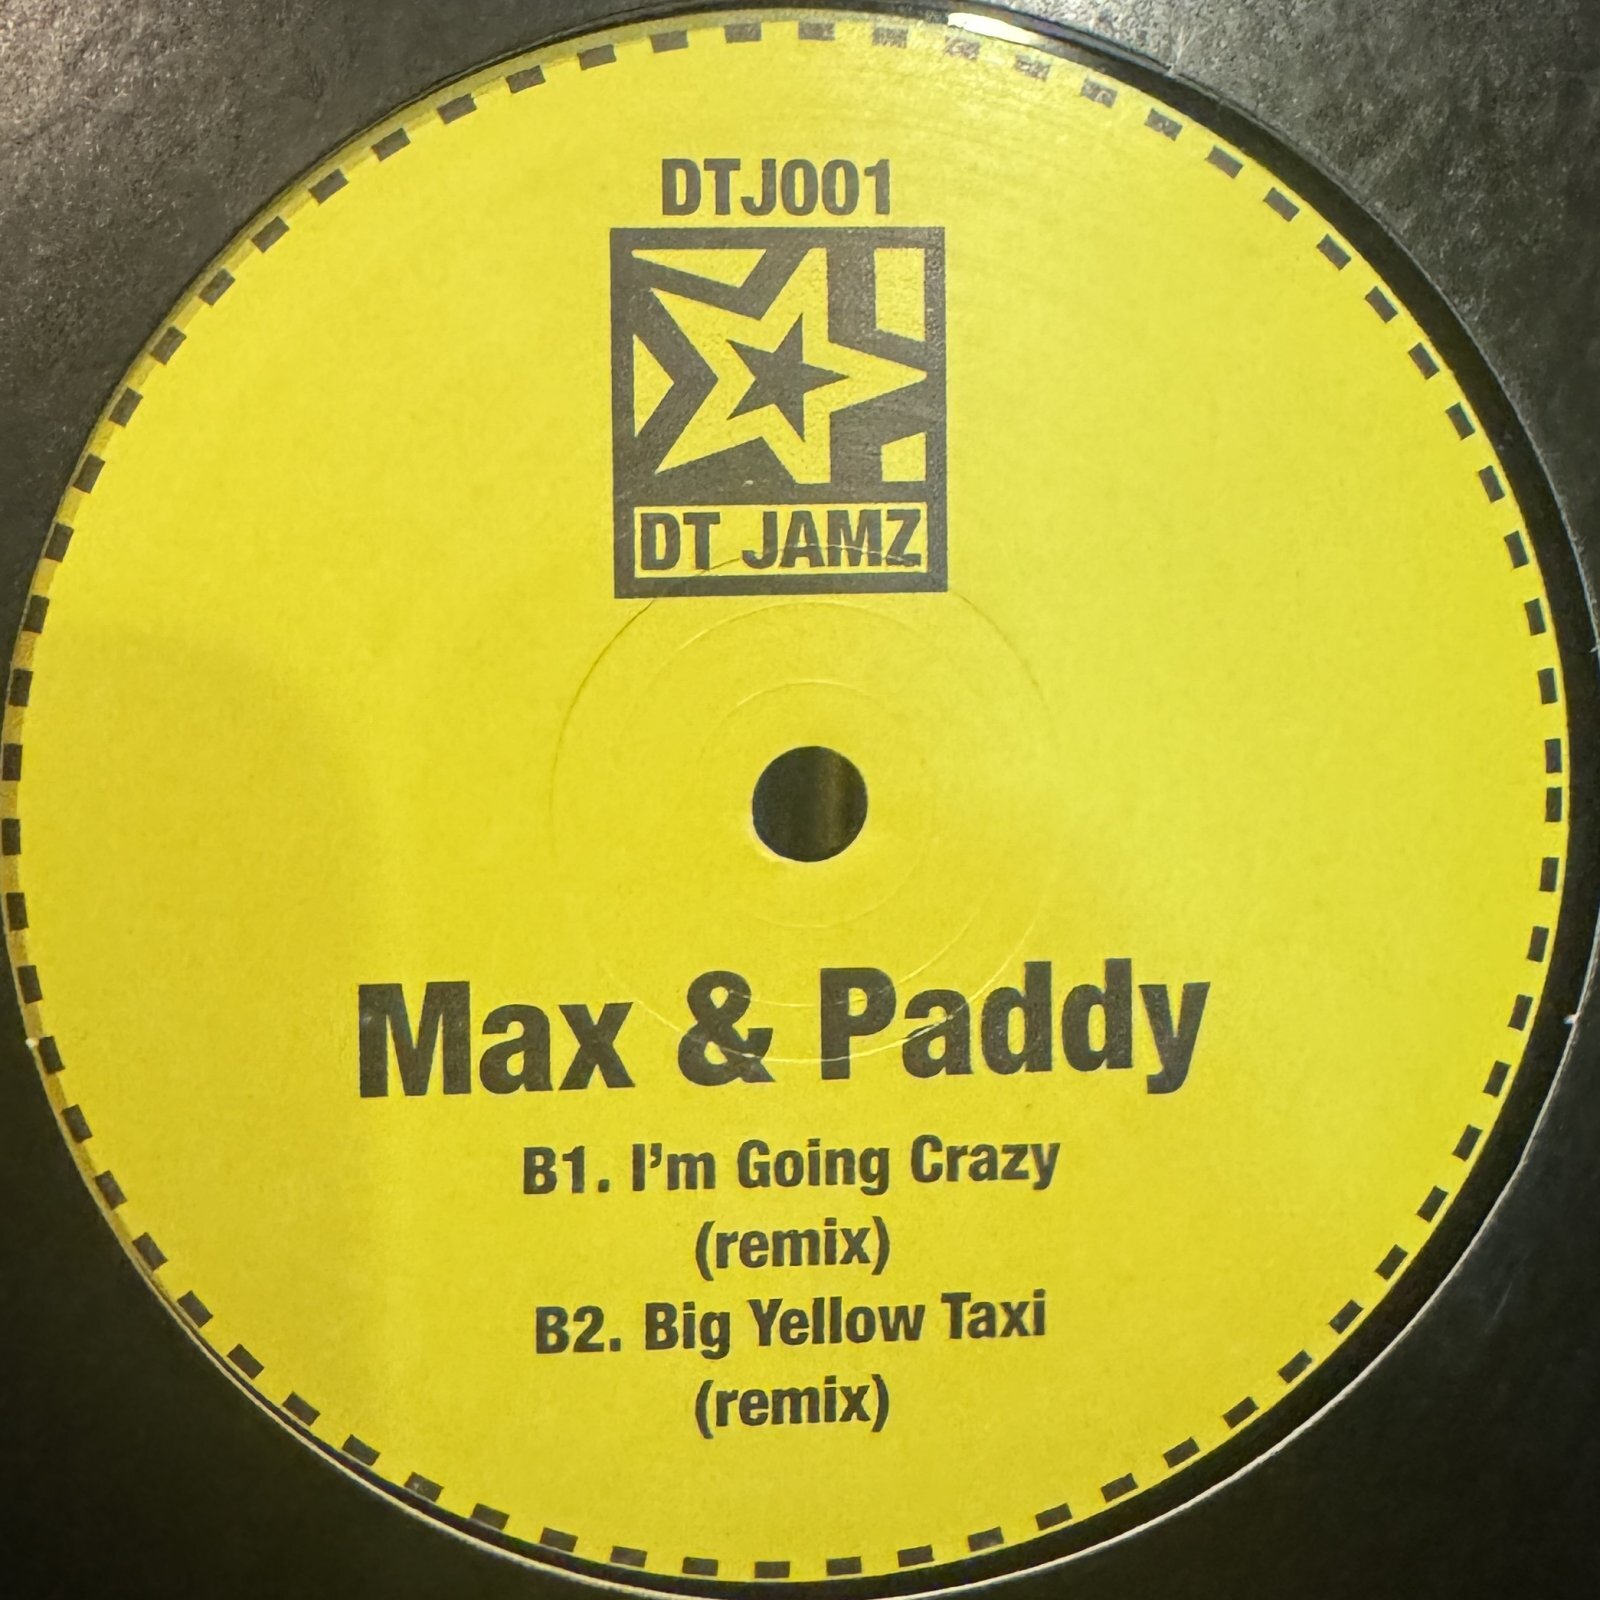 DTJ001
DT JAMZ
Max & Paddy
B1. I'm Going Crazy
(remix)
B2. Big Yellow Taxi
(remix)